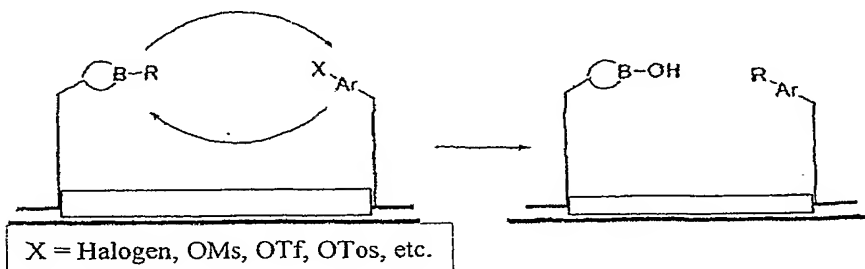 B-R
X
Ar
B-OH
R
Ar
X = Halogen, OMs, OTf, OTos, etc.